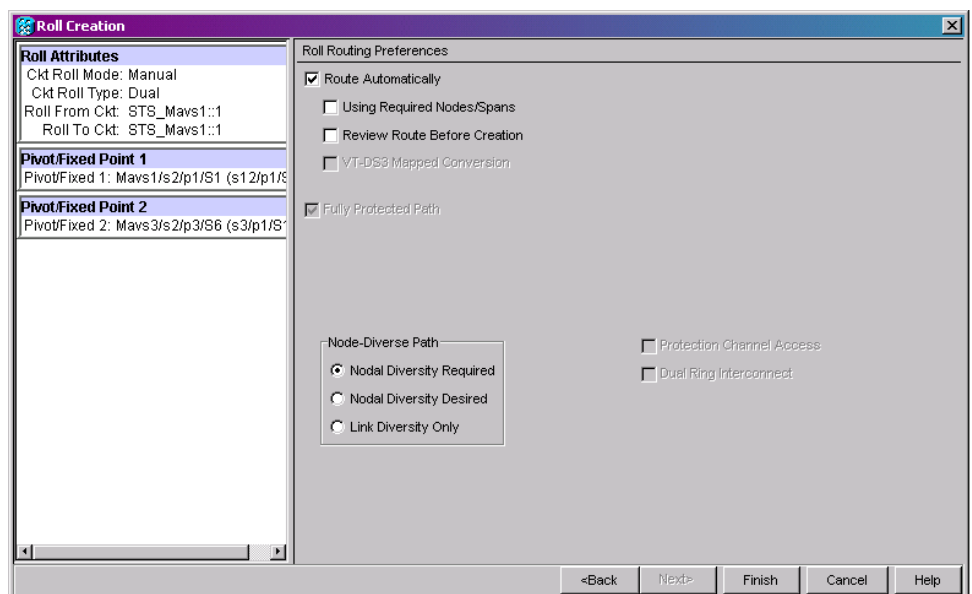 Roll Creation
Roll Attributes
Ckt Roll Mode: Manual
Ckt Roll Type: Dual
Roll From Ckt: STS_Mavs1::1
Roll To Ckt: STS_Mavs1::1
Pivot/Fixed Point 1
Pivot/Fixed 1: Mavs1/s2/p1/S1 (s12/p1/S
Pivot/Fixed Point 2
Pivot/Fixed 2: Mavs3/s2/p3/S6 (s3/p1/S1
Roll Routing Preferences
Route Automatically
Using Required Nodes/Spans
Review Route Before Creation
VT-DS3 Mapped Conversion
Fully Protected Path
Node-Diverse Path
Nodal Diversity Required
Nodal Diversity Desired
Link Diversity Only
Protection Channel Access
Dual Ring Interconnect
<Back Next> Finish Cancel Help